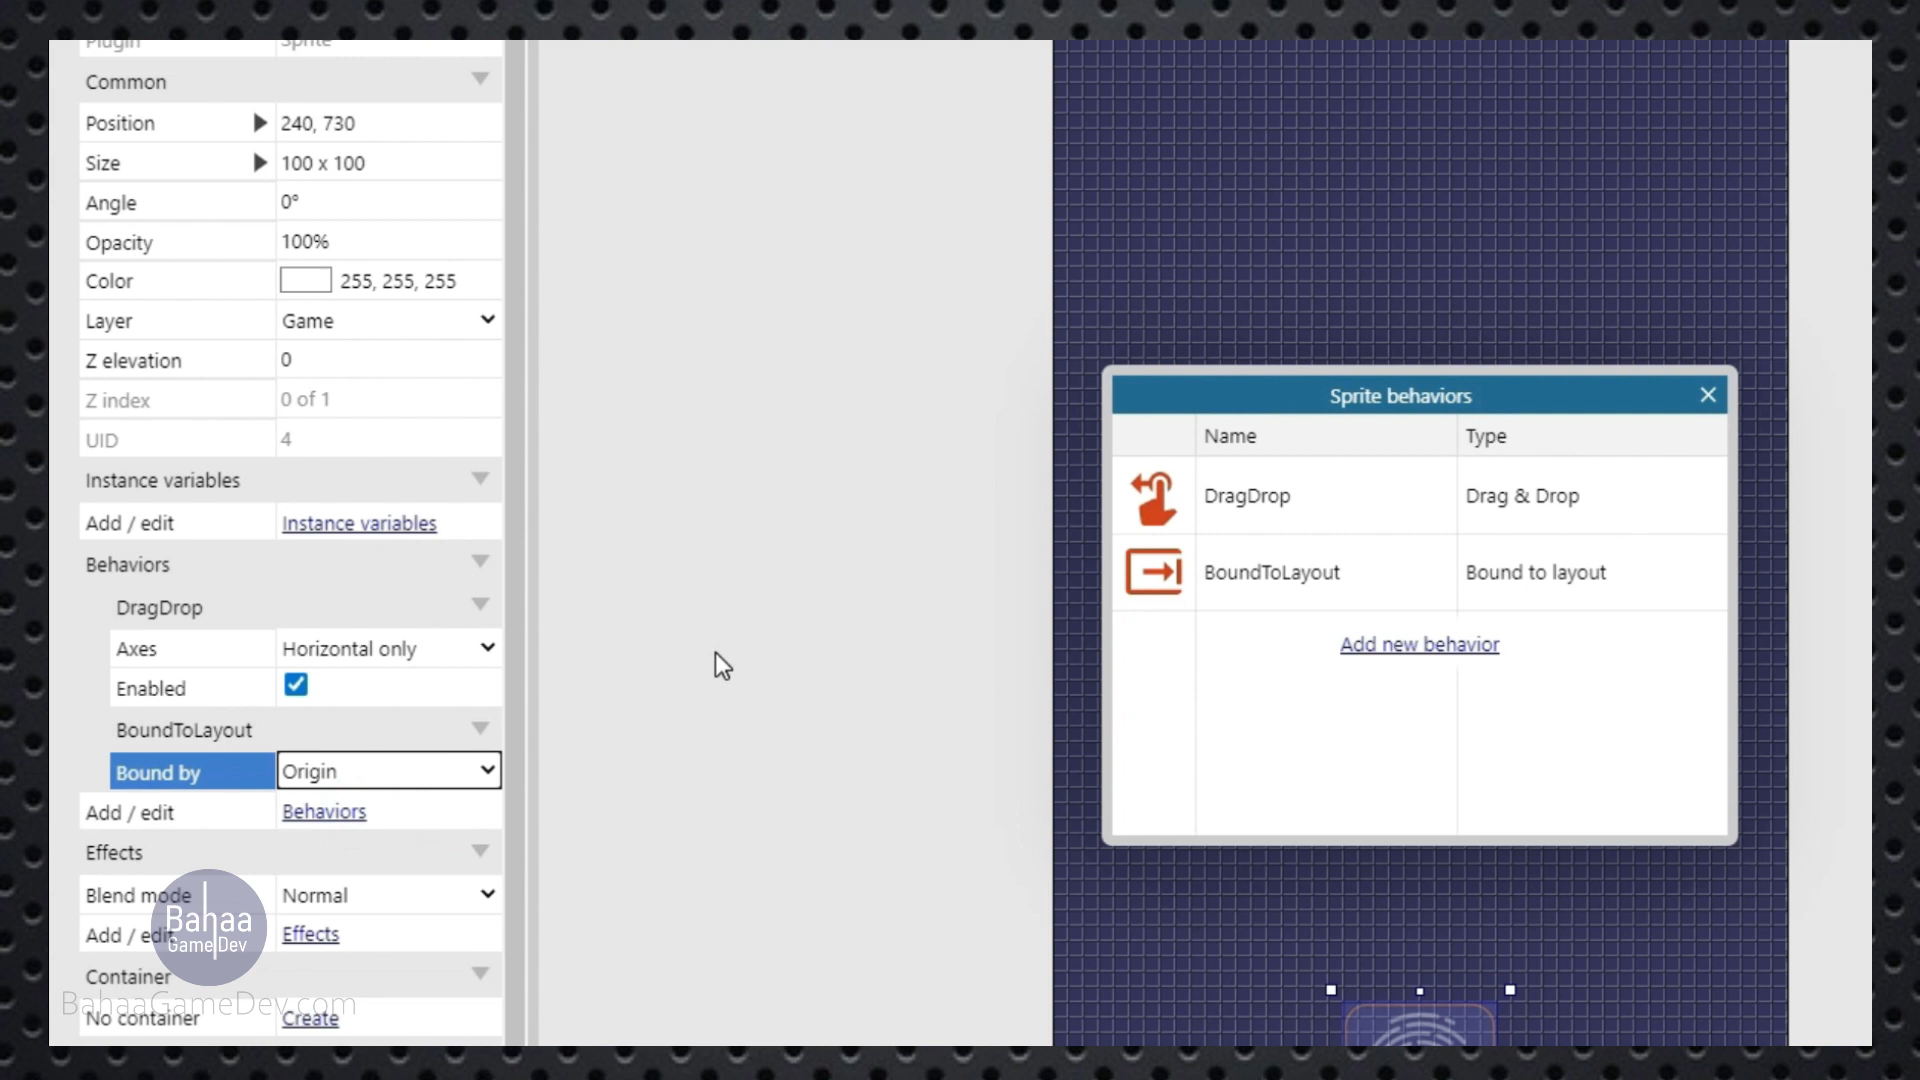 Plugin Sprite
Common
Position 240, 730
Size 100 x 100
Angle 0°
Opacity 100%
Color 255, 255, 255
Layer Game
Z elevation 0
Z index 0 of 1
UID 4
Instance variables
Add / edit Instance variables
Behaviors
DragDrop
Axes Horizontal only
Enabled
BoundToLayout
Bound by Origin
Add / edit Behaviors
Effects
Blend mode Normal
Add / edit Effects
Container
No container Create
Bahaa
GameDev
BahaaGameDev.com
Sprite behaviors
Name Type
DragDrop Drag & Drop
BoundToLayout Bound to layout
Add new behavior